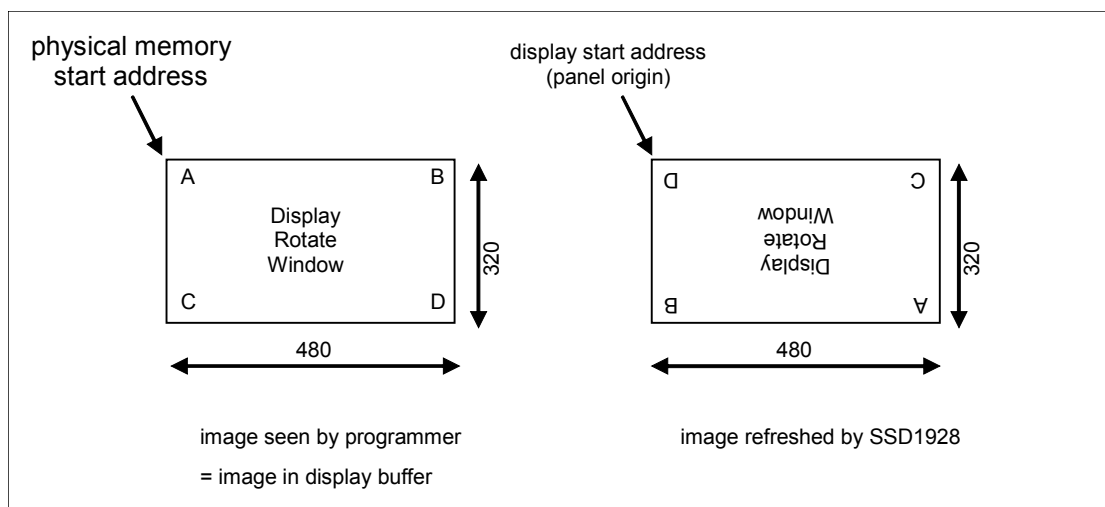 physical memory
start address
A
B
Display
Rotate
Window
C
D
320
480
image seen by programmer
= image in display buffer
display start address
(panel origin)
D
C
Window
Rotate
Display
B
A
320
480
image refreshed by SSD1928